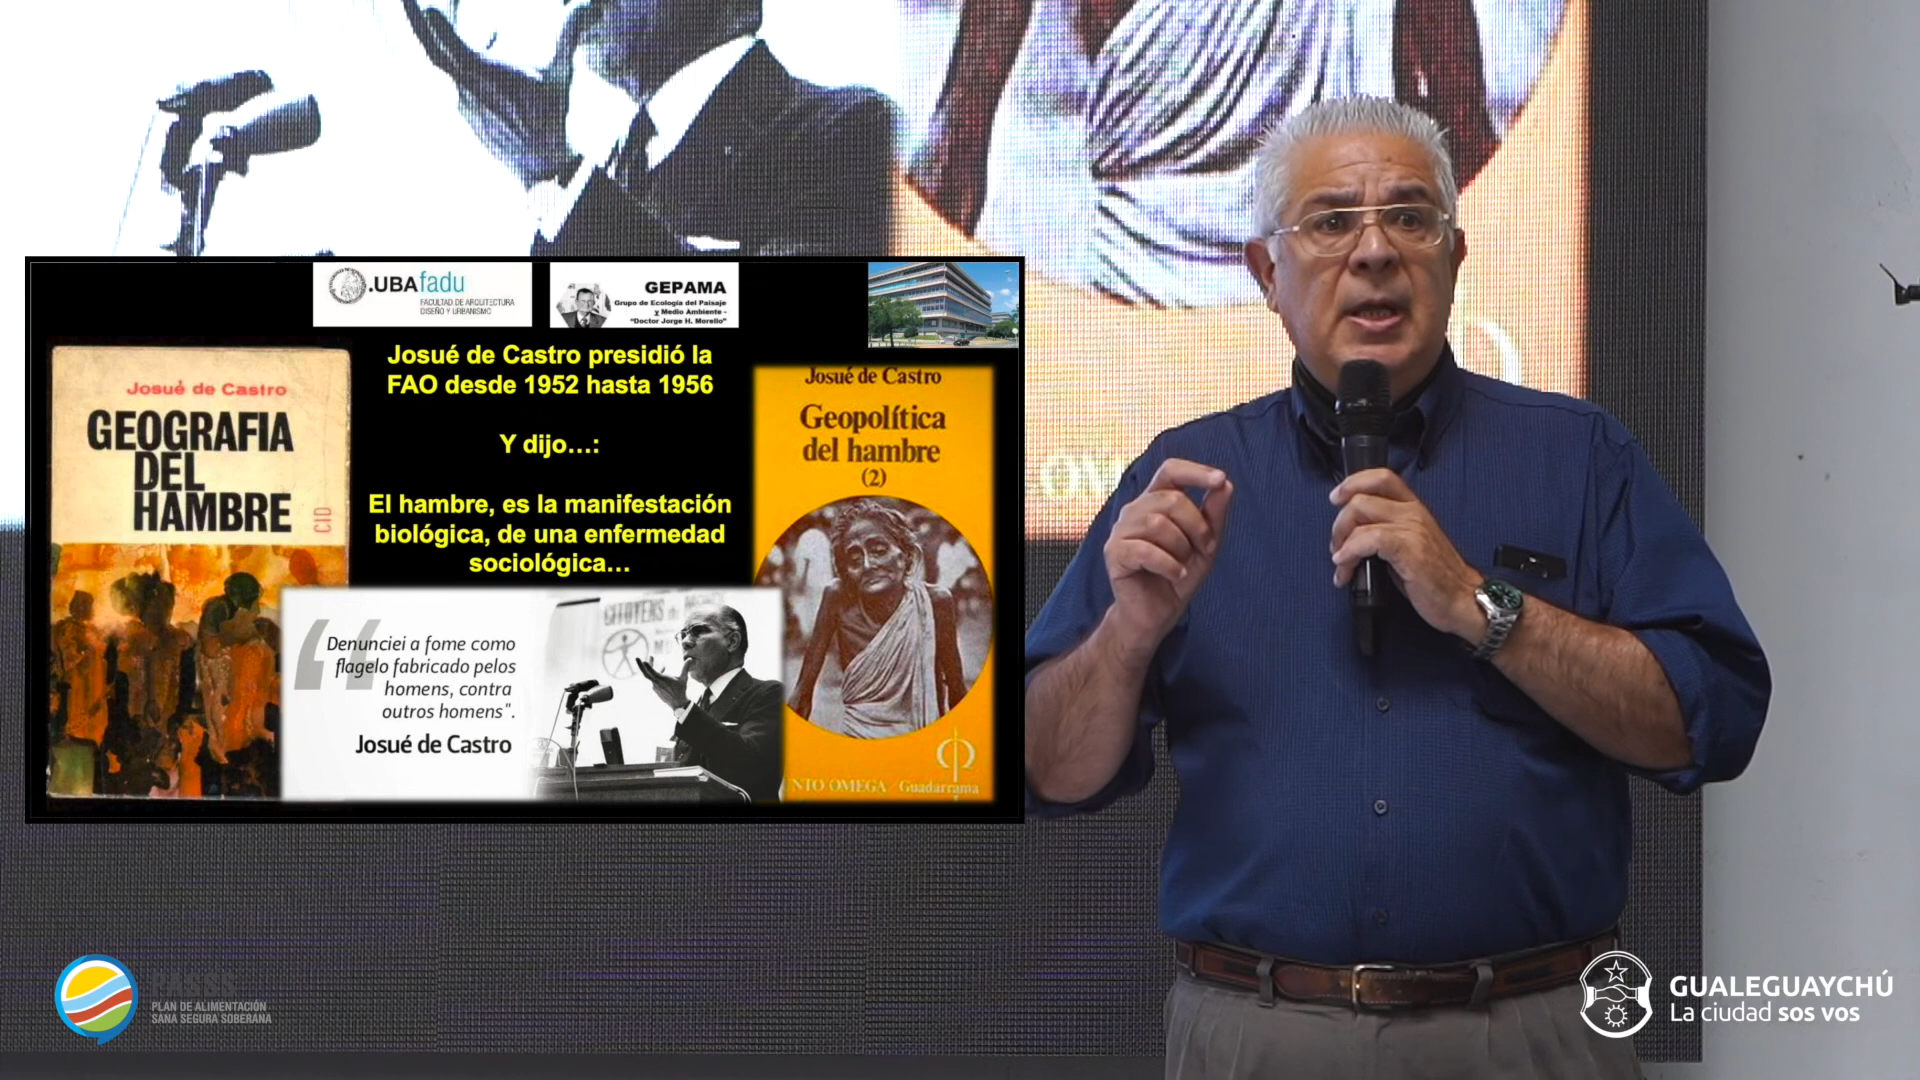 .UBAfadu
FACULTAD DE ARQUITECTURA
DISEÑO Y URBANISMO
GEPAMA
Grupo de Ecología del Paisaje
y Medio Ambiente -
"Doctor Jorge H. Morello"
Josué de Castro presidió la
FAO desde 1952 hasta 1956
Y dijo...:
El hambre, es la manifestación
biológica, de una enfermedad
sociológica...
Josué de Castro
GEOGRAFIA
DEL
HAMBRE
CID
Josué de Castro
Geopolítica
del hambre
(2)
NTO OMEGA / Guadarrama
Denunciei a fome como
flagelo fabricado pelos
homens, contra
outros homens".
Josué de Castro
CITOYENS
PASSS
PLAN DE ALIMENTACIÓN
SANA SEGURA SOBERANA
GUALEGUAYCHÚ
La ciudad sos vos